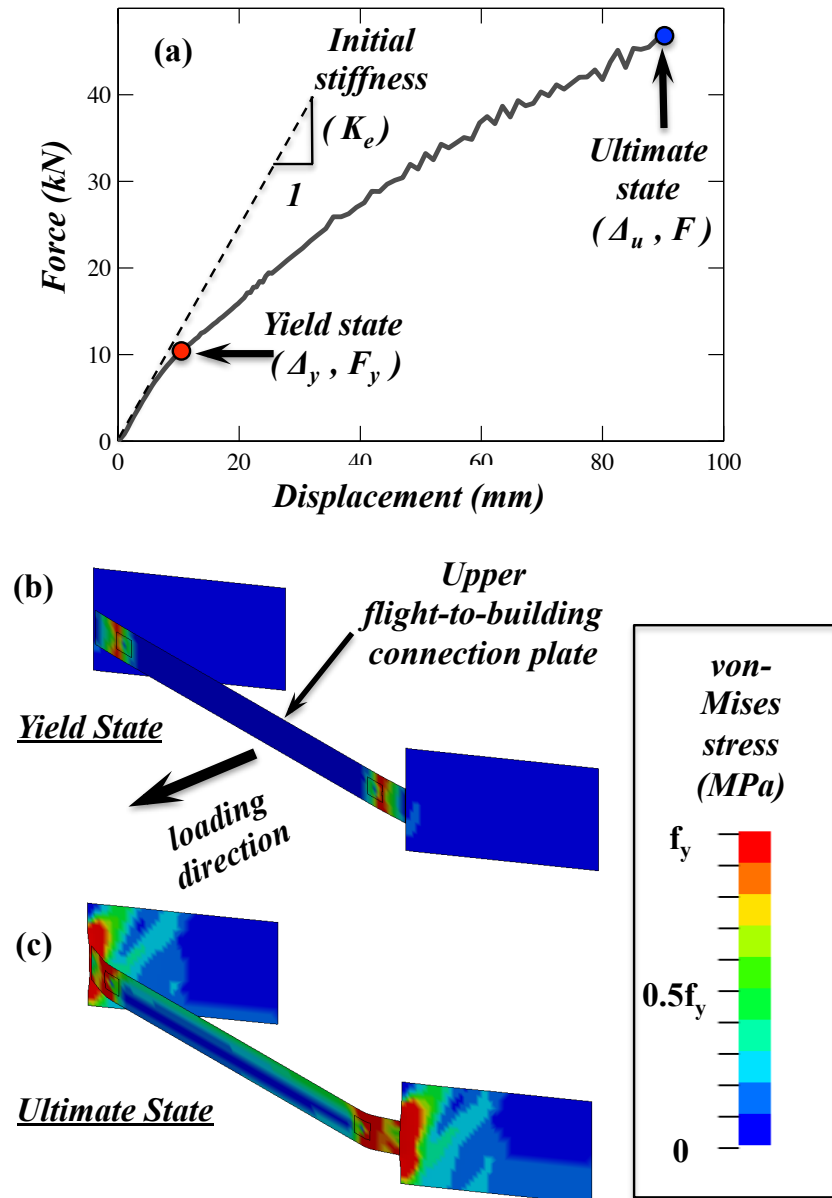 (a)
Initial
stiffness
( K_e )
1
Ultimate
state
( Δ_u , F )
Yield state
( Δ_y , F_y )
Force (kN)
40
30
20
10
0
0 20 40 60 80 100
Displacement (mm)
(b)
Upper
flight-to-building
connection plate
Yield State
loading
direction
(c)
Ultimate State
von-
Mises
stress
(MPa)
f_y
0.5f_y
0